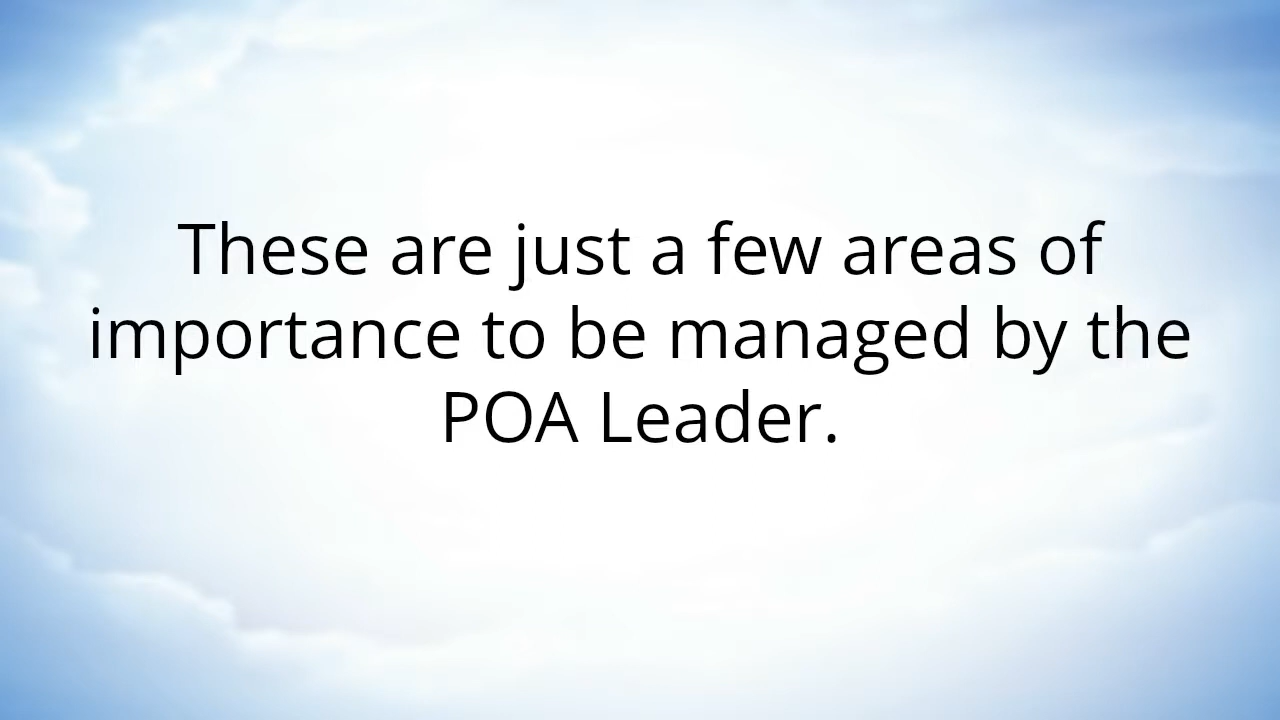 These are just a few areas of
importance to be managed by the
POA Leader.